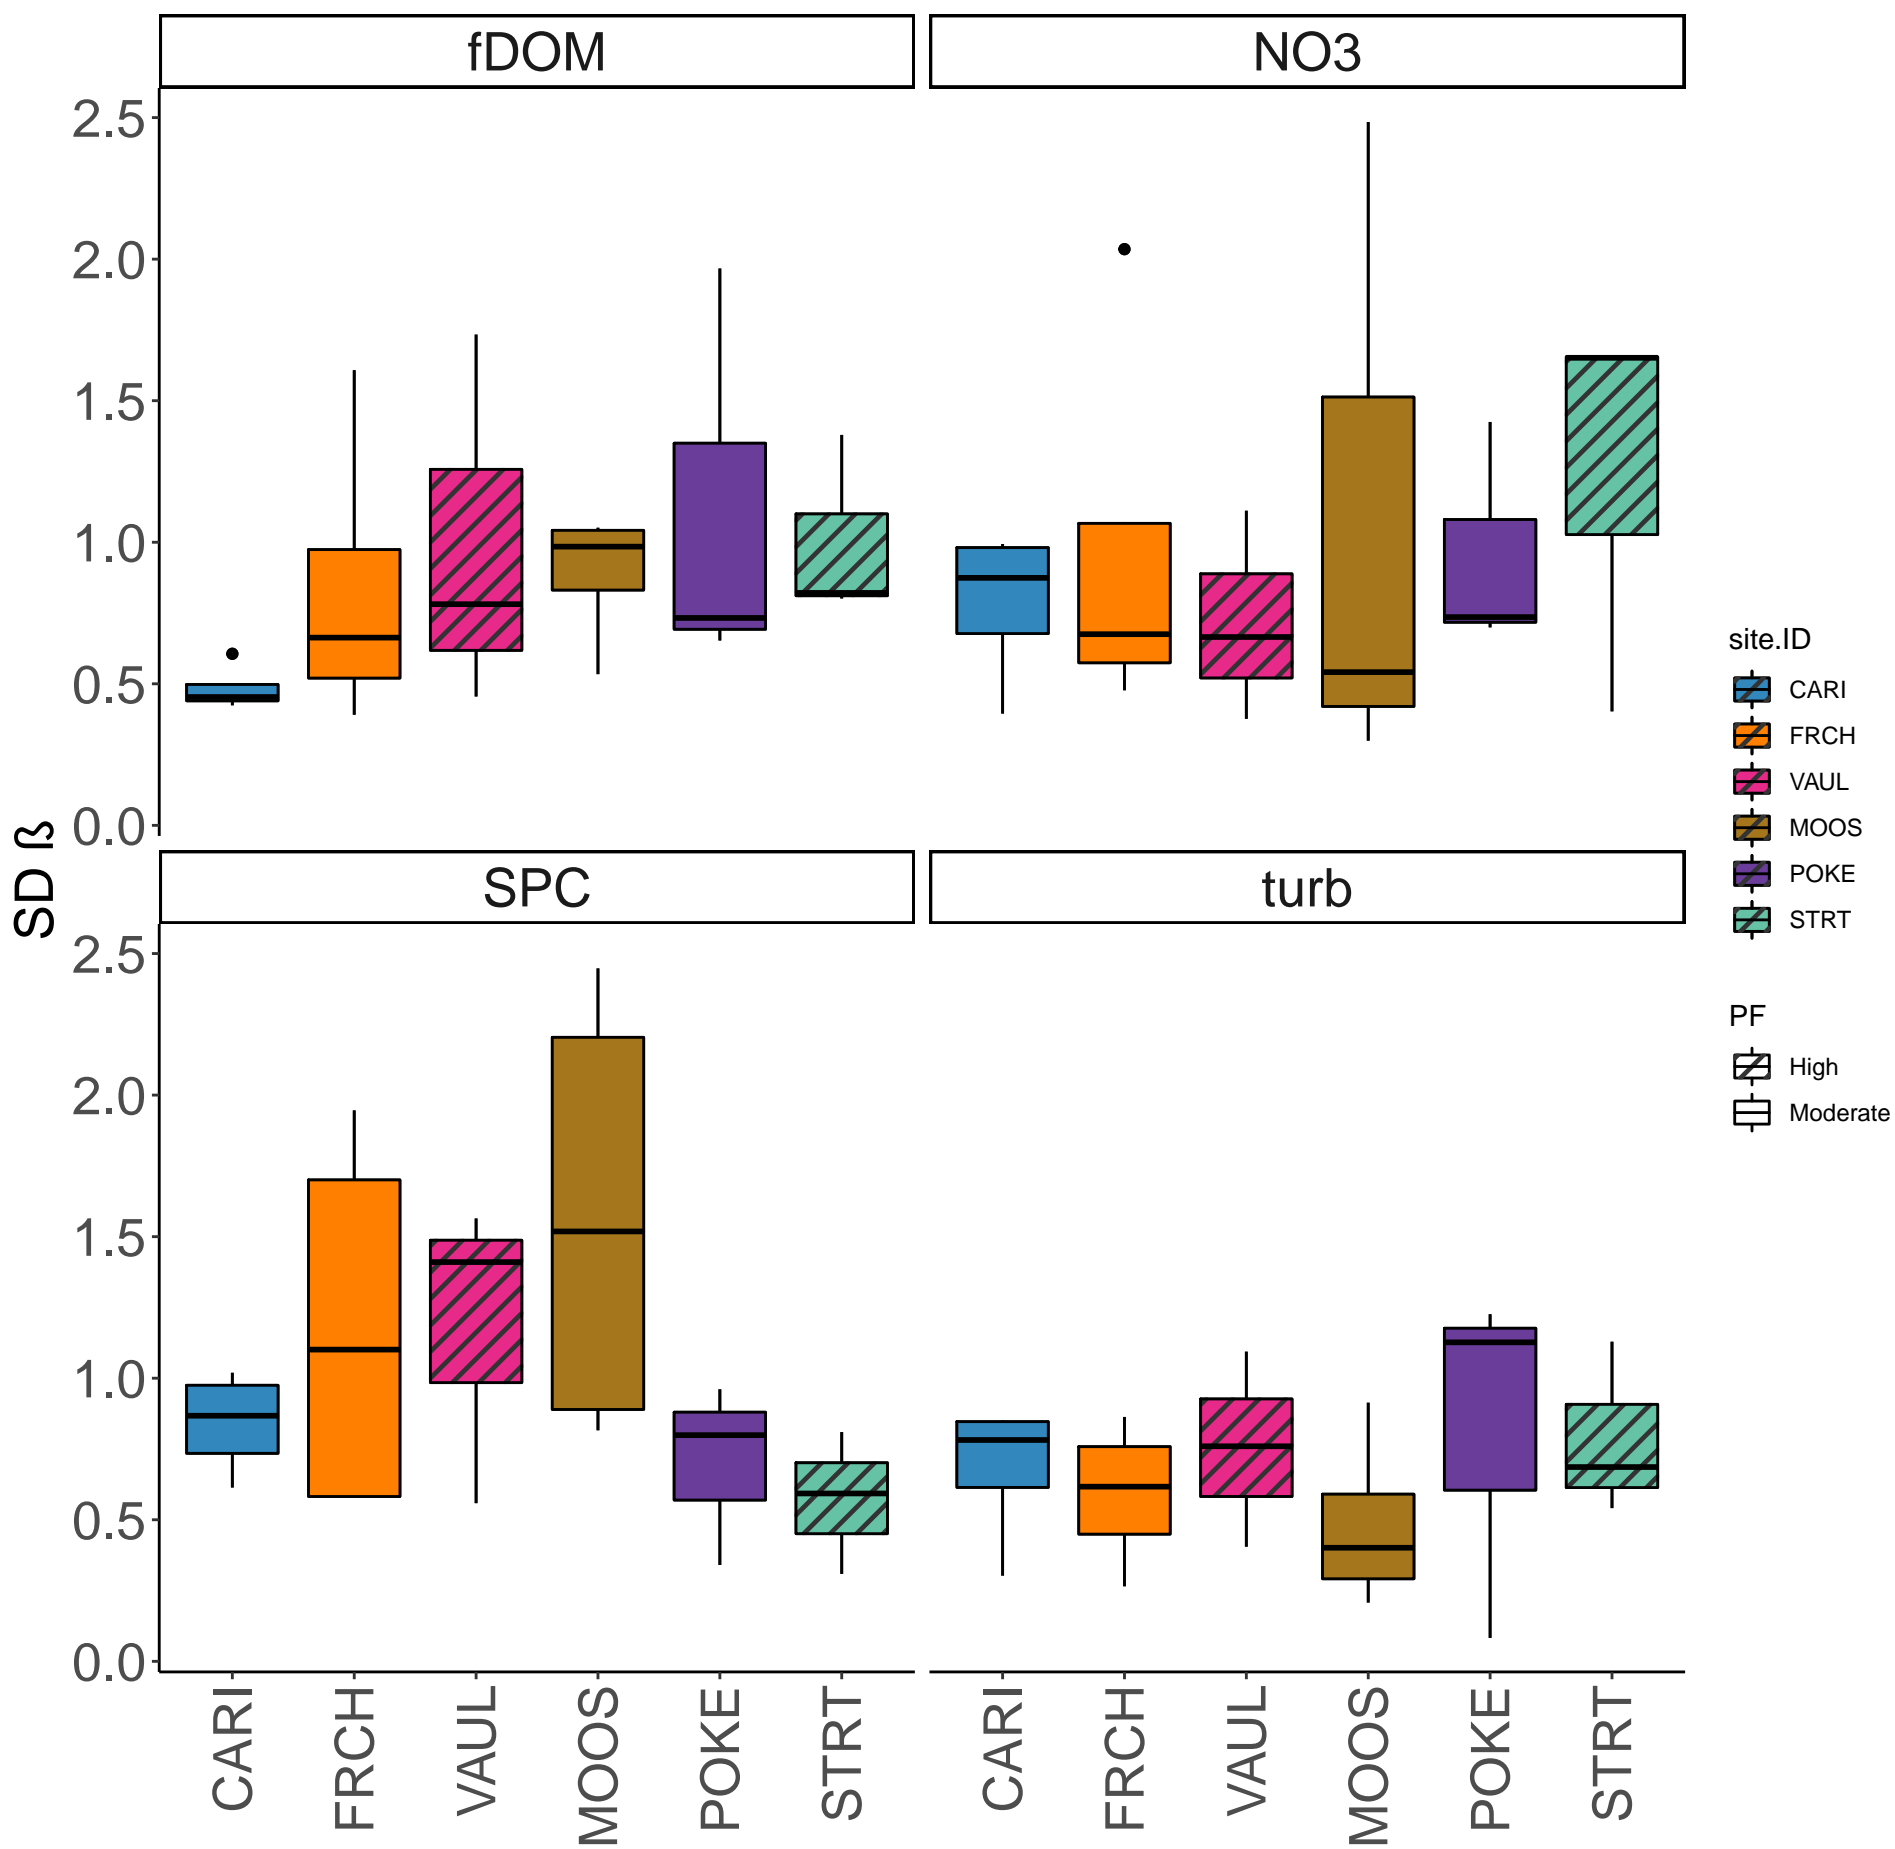 fDOM
NO3
2.5
2.0
1.5
1.0
0.5
0.0
SD ß
SPC
turb
2.5
2.0
1.5
1.0
0.5
0.0
CARI
FRCH
VAUL
MOOS
POKE
STRT
CARI
FRCH
VAUL
MOOS
POKE
STRT
site.ID
CARI
FRCH
VAUL
MOOS
POKE
STRT
PF
High
Moderate